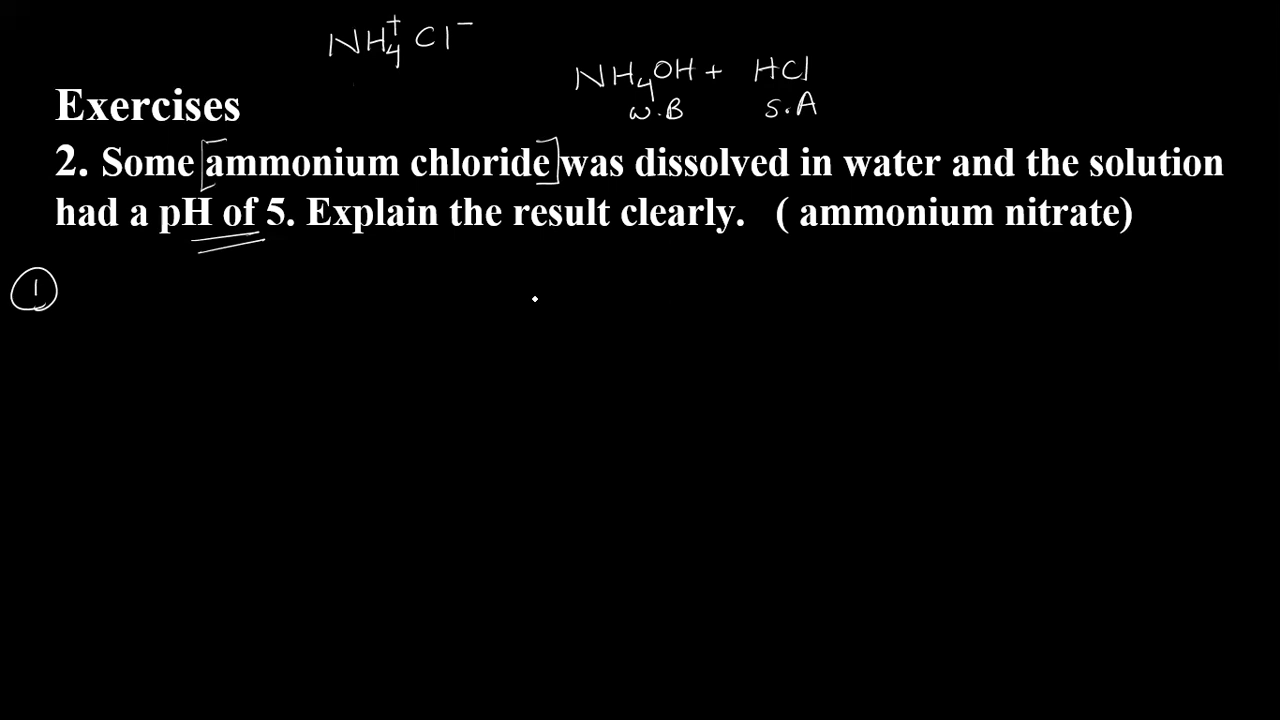 NH₄⁺ Cl⁻
NH₄OH + HCl
w.B s.A
Exercises
2. Some [ammonium chloride] was dissolved in water and the solution
had a pH of 5. Explain the result clearly. ( ammonium nitrate)
1